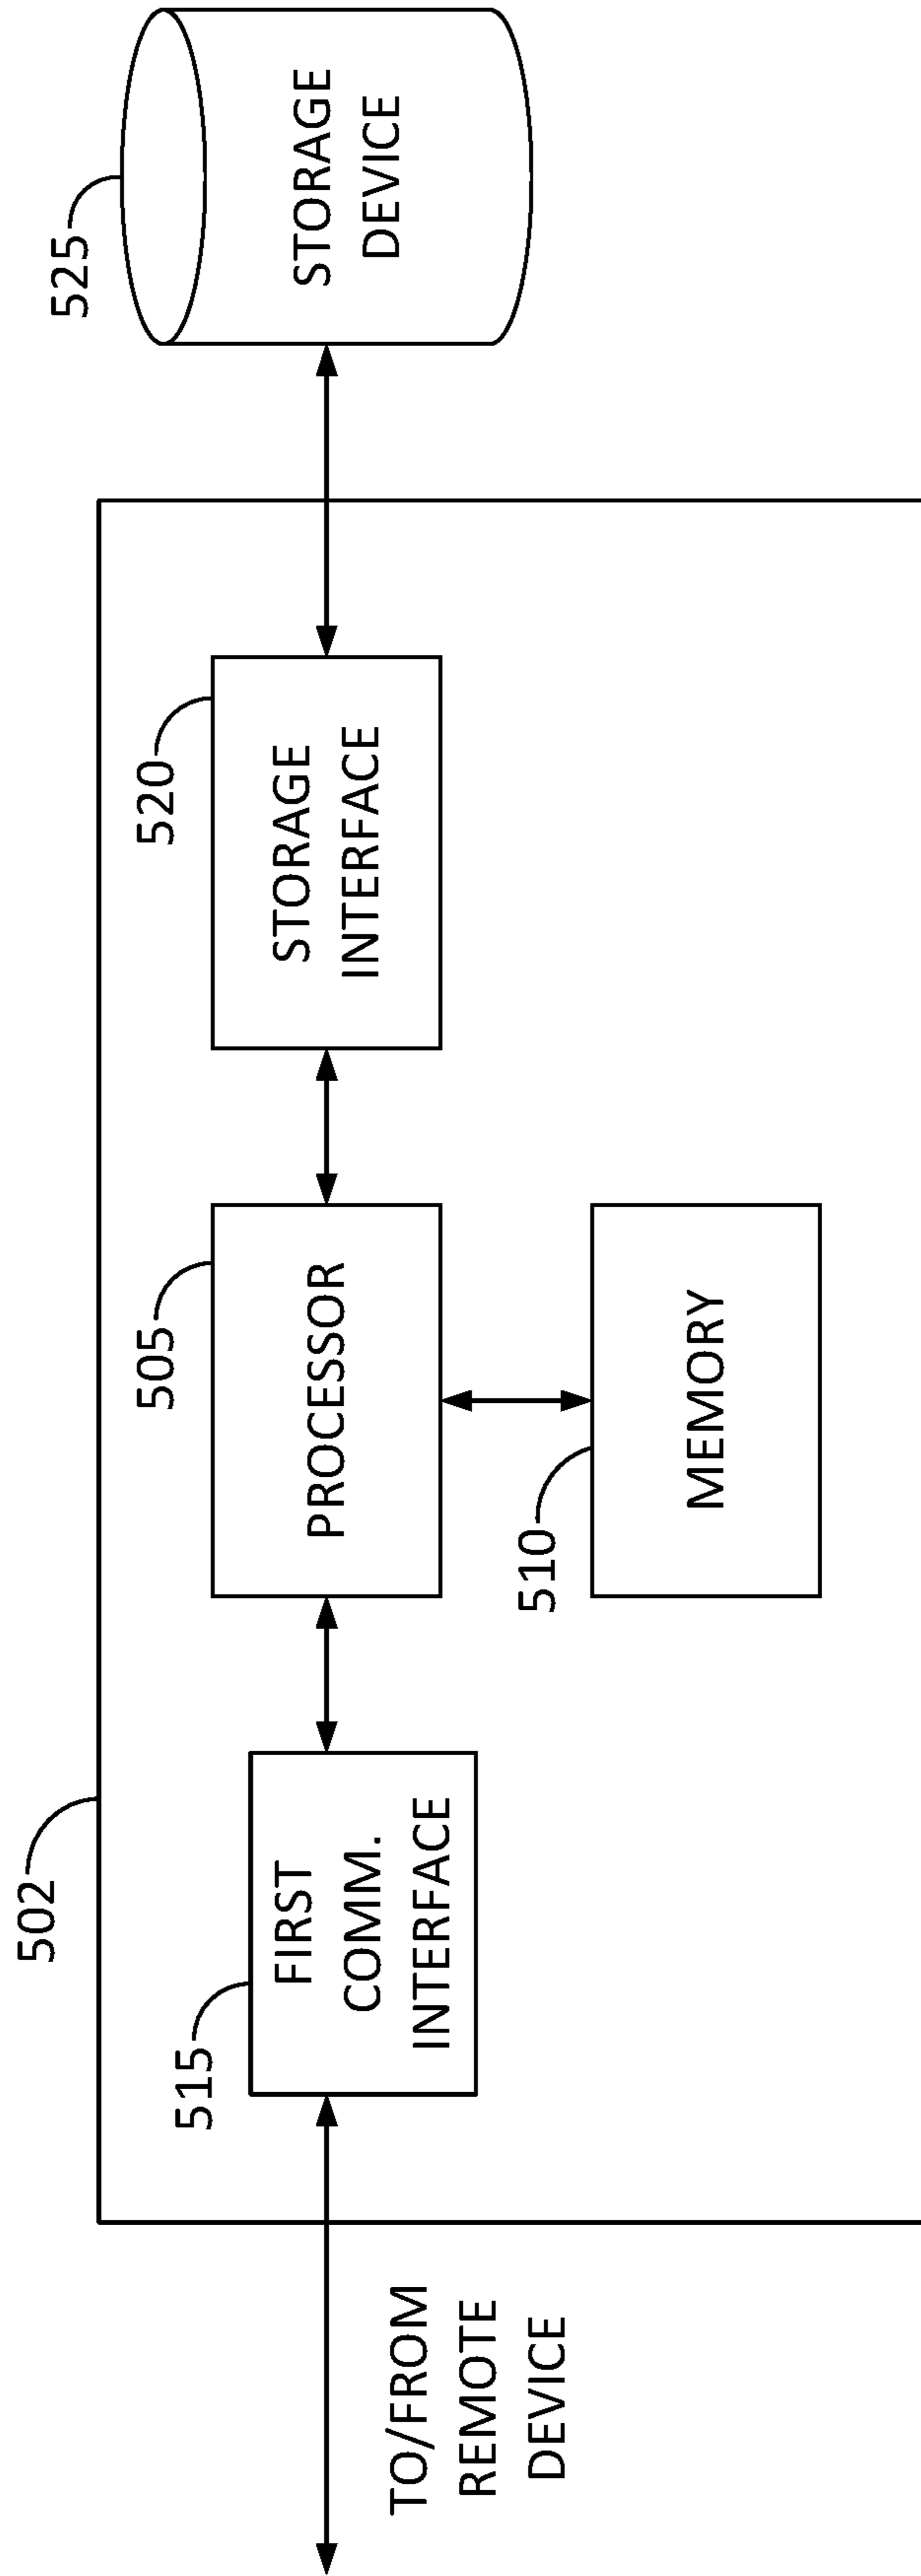 502
515
FIRST
COMM.
INTERFACE
505
PROCESSOR
520
STORAGE
INTERFACE
525
STORAGE
DEVICE
TO/FROM
REMOTE
DEVICE
510
MEMORY